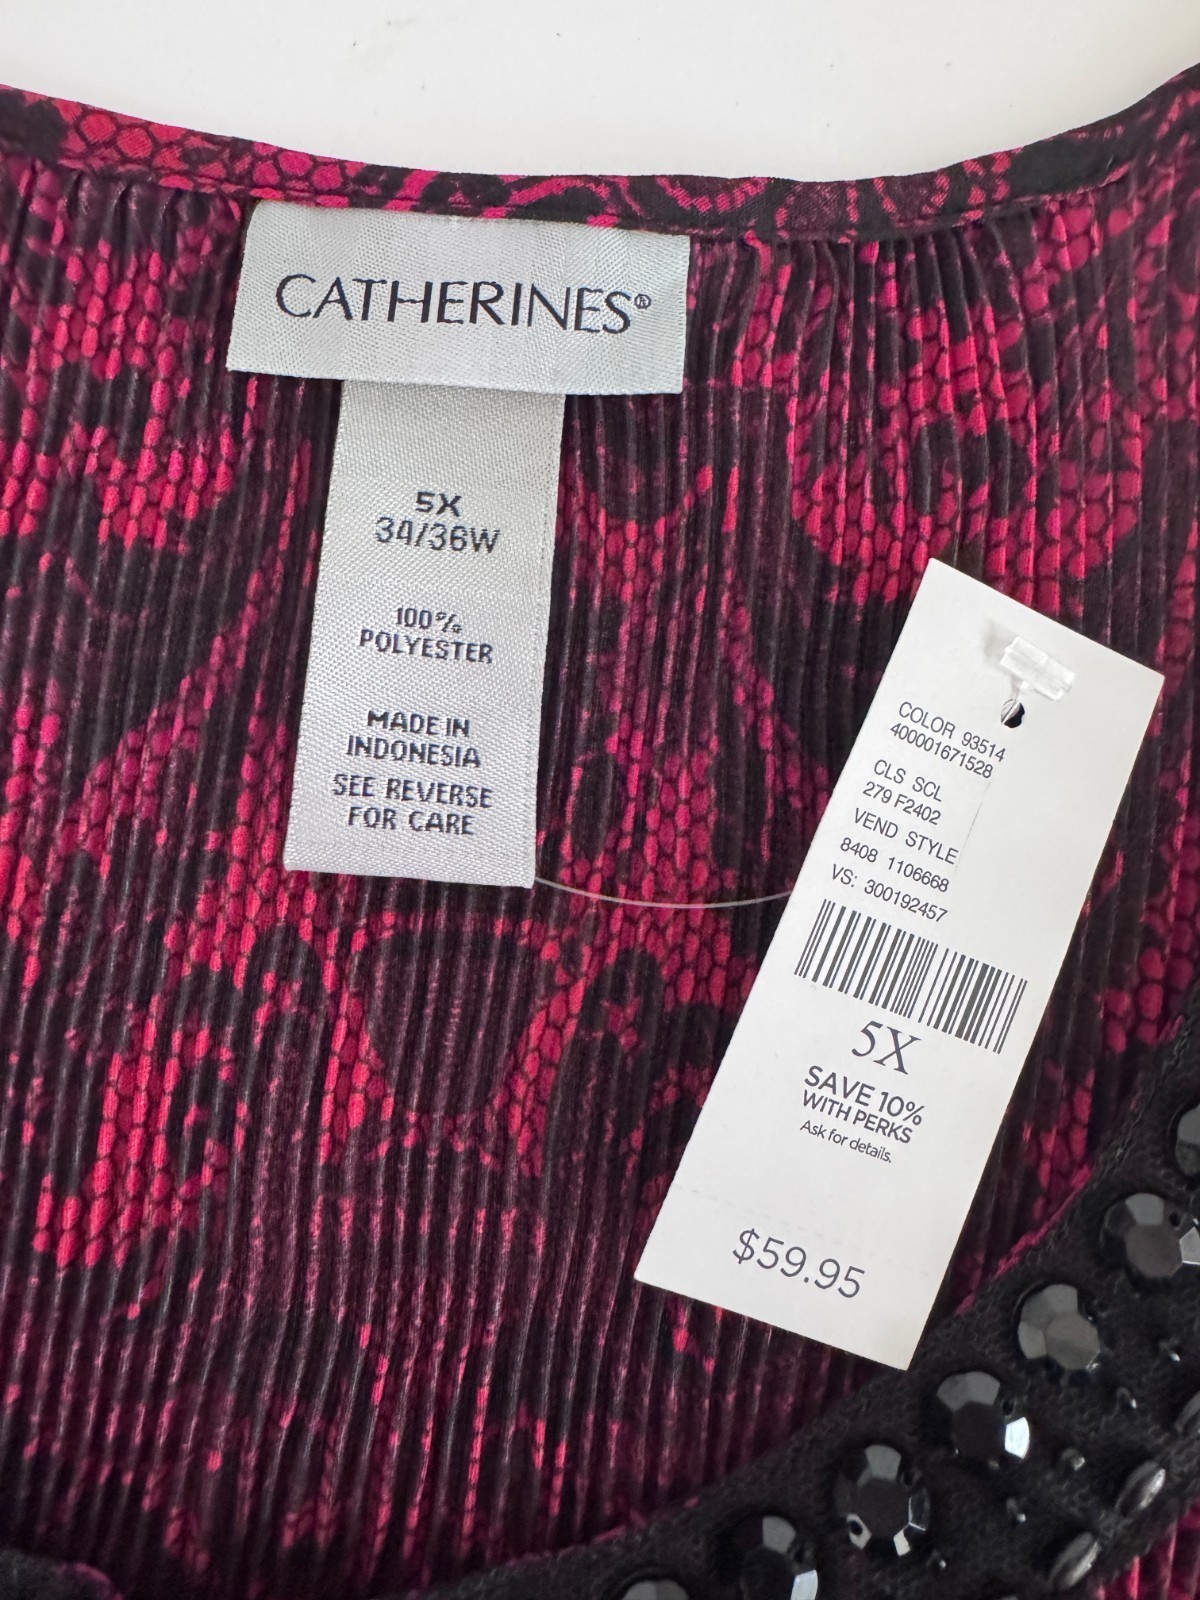 CATHERINES®
5X
34/36W
100%
POLYESTER
MADE IN
INDONESIA
SEE REVERSE
FOR CARE
COLOR 93514
400001671528
CLS SCL
279 F2402
VEND STYLE
8408 1106668
VS: 300192457
5X
SAVE 10%
WITH PERKS
Ask for details.
$59.95